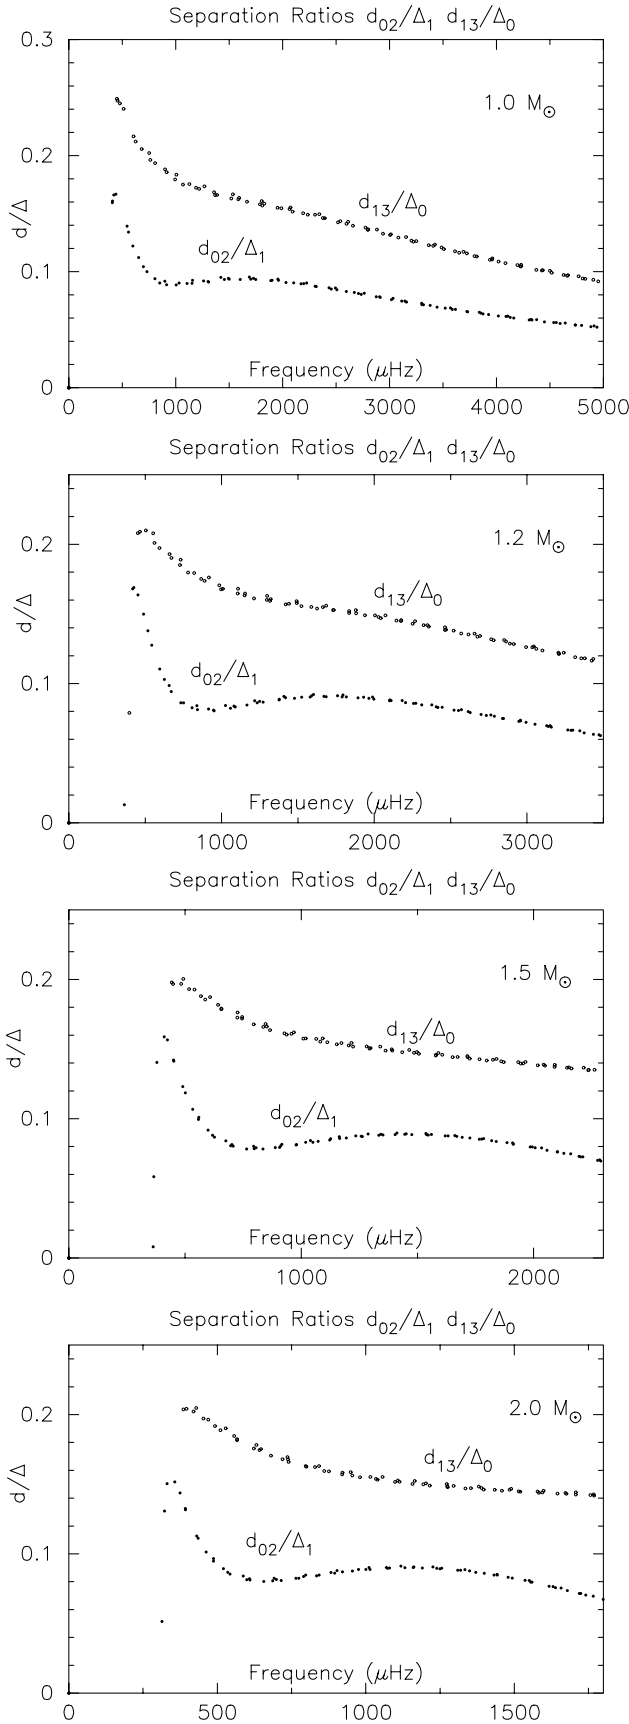 Separation Ratios d₀₂/Δ₁ d₁₃/Δ₀
0.3
1.0 M☉
0.2
d₁₃/Δ₀
d/Δ
d₀₂/Δ₁
0.1
Frequency (μHz)
0
0 1000 2000 3000 4000 5000
Separation Ratios d₀₂/Δ₁ d₁₃/Δ₀
1.2 M☉
0.2
d₁₃/Δ₀
d/Δ
d₀₂/Δ₁
0.1
Frequency (μHz)
0
0 1000 2000 3000
Separation Ratios d₀₂/Δ₁ d₁₃/Δ₀
1.5 M☉
0.2
d₁₃/Δ₀
d/Δ
d₀₂/Δ₁
0.1
Frequency (μHz)
0
0 1000 2000
Separation Ratios d₀₂/Δ₁ d₁₃/Δ₀
2.0 M☉
0.2
d₁₃/Δ₀
d/Δ
d₀₂/Δ₁
0.1
Frequency (μHz)
0
0 500 1000 1500